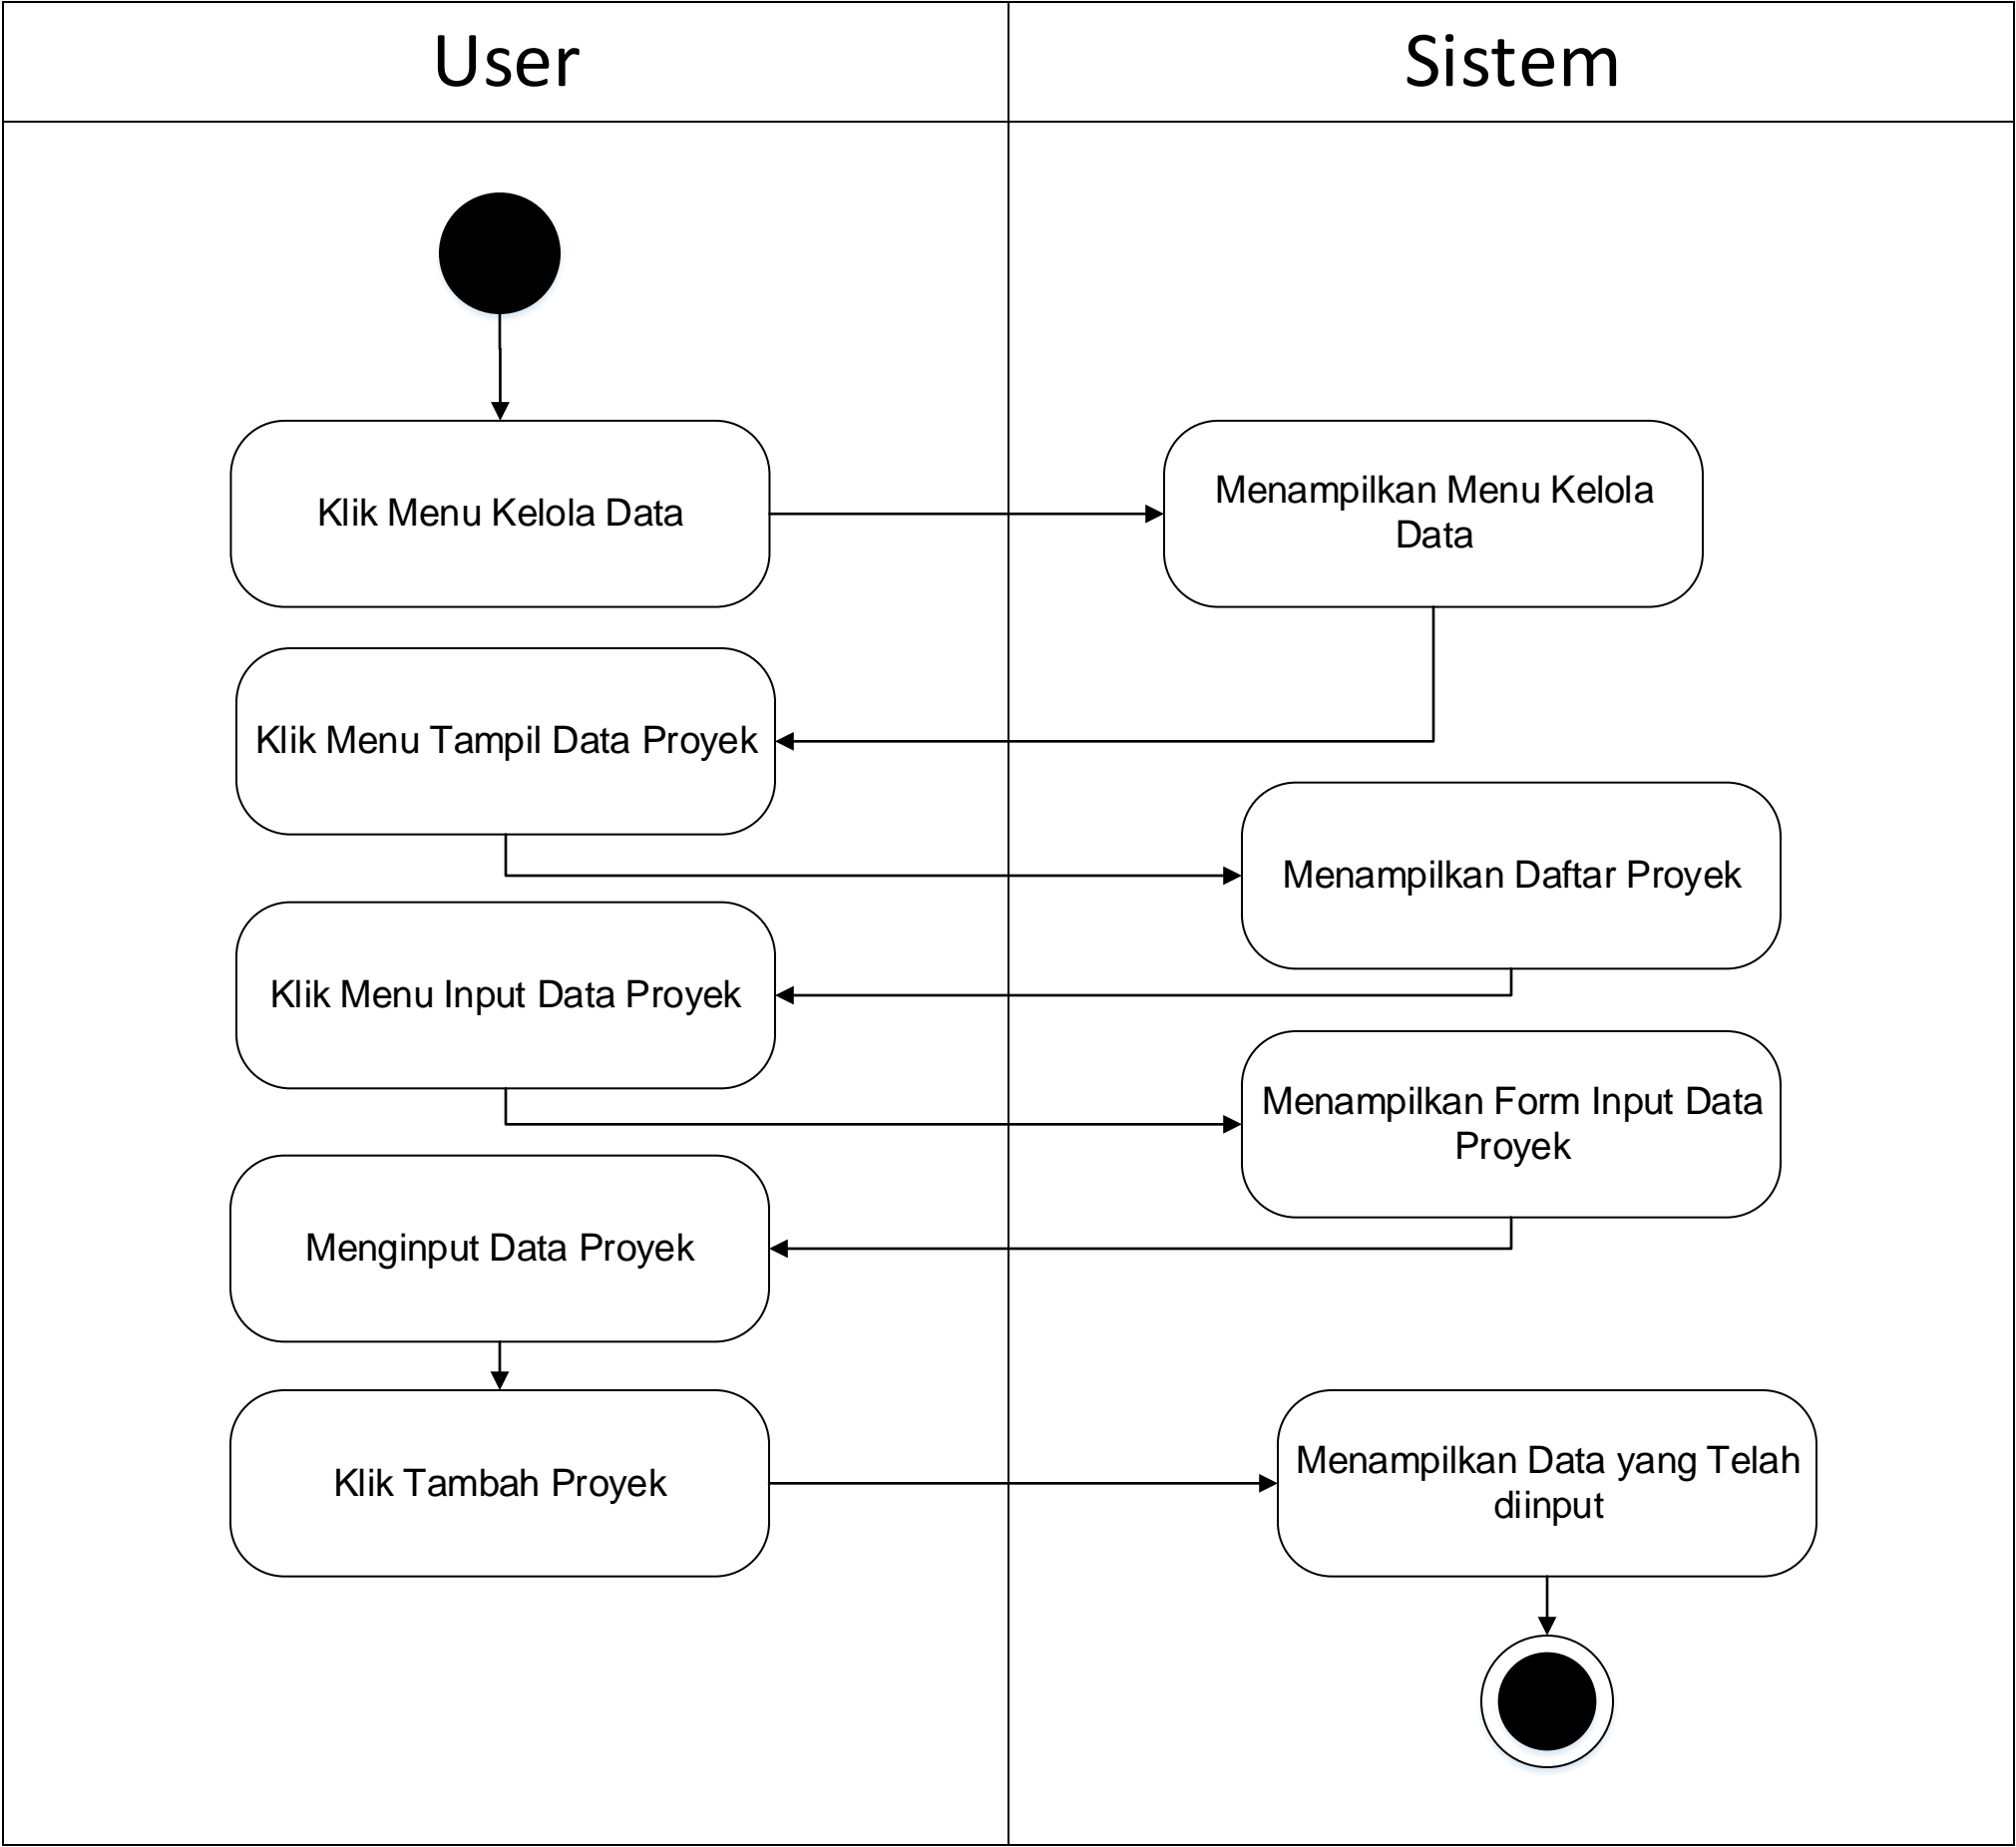 User
Sistem
Klik Menu Kelola Data
Menampilkan Menu Kelola
Data
Klik Menu Tampil Data Proyek
Menampilkan Daftar Proyek
Klik Menu Input Data Proyek
Menampilkan Form Input Data
Proyek
Menginput Data Proyek
Klik Tambah Proyek
Menampilkan Data yang Telah
diinput